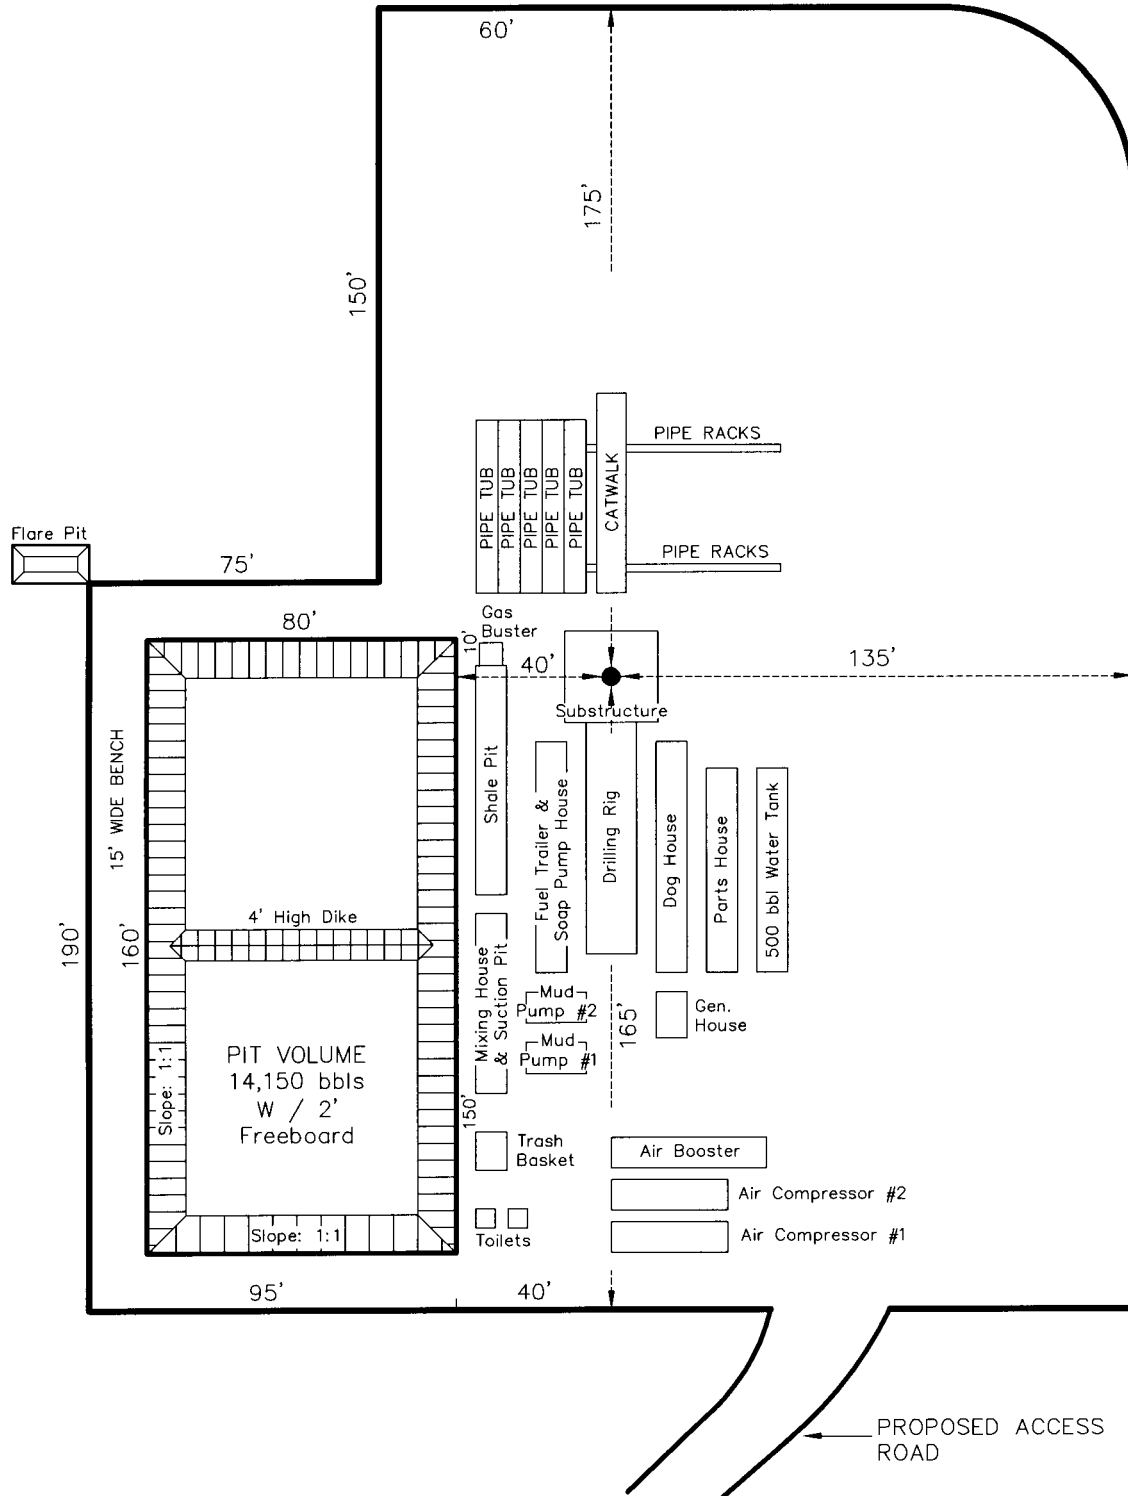 60'
175'
150'
PIPE RACKS
PIPE TUB
PIPE TUB
PIPE TUB
PIPE TUB
PIPE TUB
CATWALK
PIPE RACKS
Flare Pit
75'
80'
Gas
Buster
10'
40'
135'
Substructure
15' WIDE BENCH
Shale Pit
Fuel Trailer &
Soap Pump House
Drilling Rig
Dog House
Parts House
500 bbl Water Tank
4' High Dike
190'
160'
Mixing House
& Suction Pit
Mud
Pump #2
Mud
Pump #1
165'
Gen.
House
PIT VOLUME
14,150 bbls
W / 2'
Freeboard
Slope: 1:1
150'
Trash
Basket
Air Booster
Air Compressor #2
Toilets
Air Compressor #1
Slope: 1:1
95'
40'
PROPOSED ACCESS
ROAD